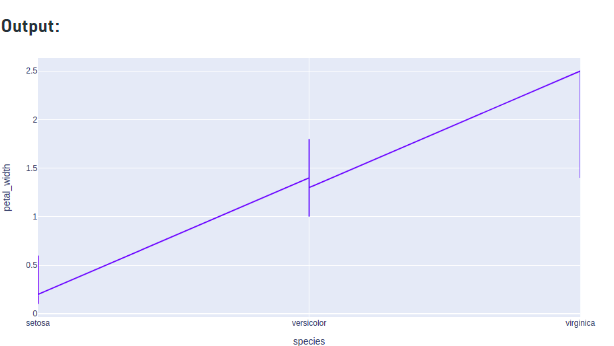 Output:
2.5
2
1.5
1
0.5
0
petal_width
setosa
versicolor
virginica
species